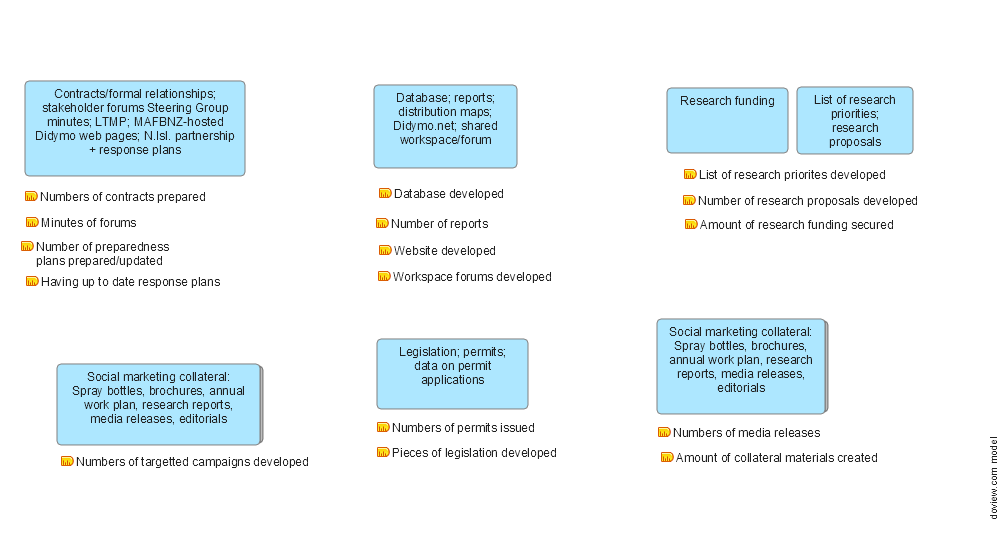 Contracts/formal relationships;
stakeholder forums Steering Group
minutes; LTMP; MAFBNZ-hosted
Didymo web pages; N.Isl. partnership
+ response plans
Numbers of contracts prepared
Minutes of forums
Number of preparedness
plans prepared/updated
Having up to date response plans
Database; reports;
distribution maps;
Didymo.net; shared
workspace/forum
Database developed
Number of reports
Website developed
Workspace forums developed
Research funding
List of research
priorities;
research
proposals
List of research priorites developed
Number of research proposals developed
Amount of research funding secured
Social marketing collateral:
Spray bottles, brochures, annual
work plan, research reports,
media releases, editorials
Numbers of targetted campaigns developed
Legislation; permits;
data on permit
applications
Numbers of permits issued
Pieces of legislation developed
Social marketing collateral:
Spray bottles, brochures,
annual work plan, research
reports, media releases,
editorials
Numbers of media releases
Amount of collateral materials created
doview.com model